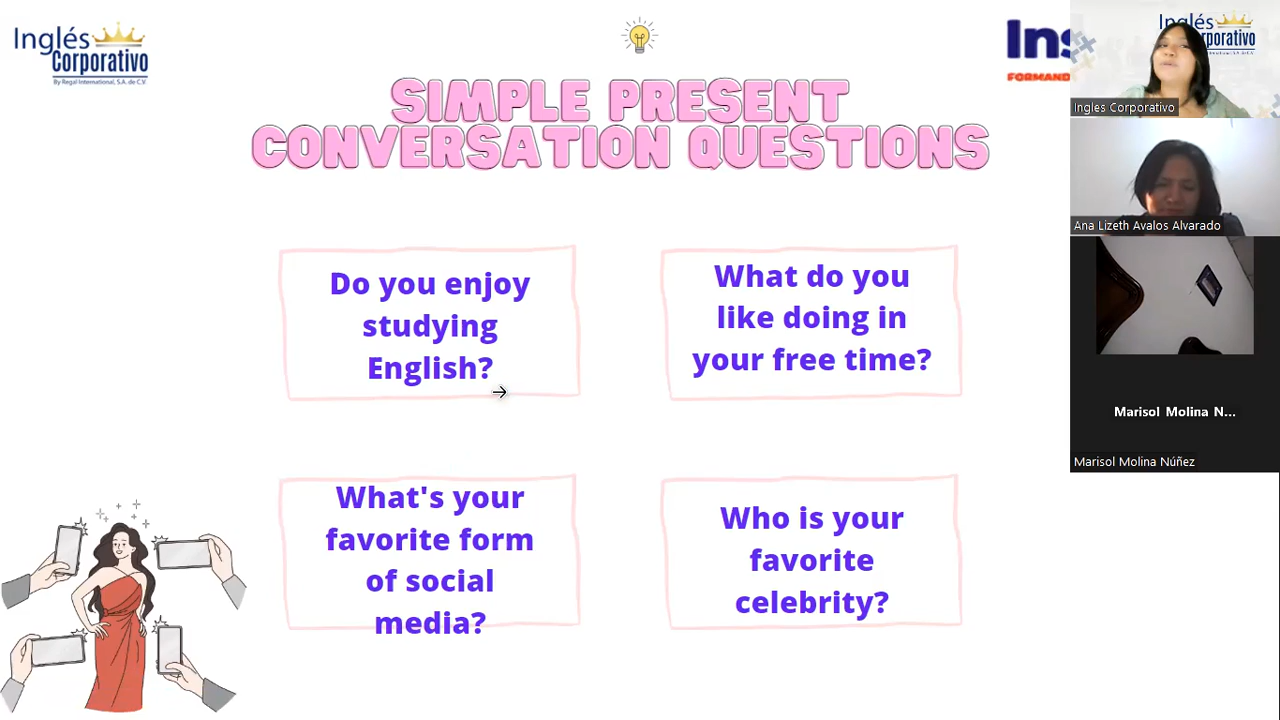 Inglés
Corporativo
By Regal International, S.A. de C.V.
SIMPLE PRESENT
CONVERSATION QUESTIONS
Do you enjoy
studying
English?
What do you
like doing in
your free time?
What's your
favorite form
of social
media?
Who is your
favorite
celebrity?
Ins
FORMAND
Inglés
rporativo
Ingles Corporativo
Ana Lizeth Avalos Alvarado
Marisol Molina N...
Marisol Molina Núñez